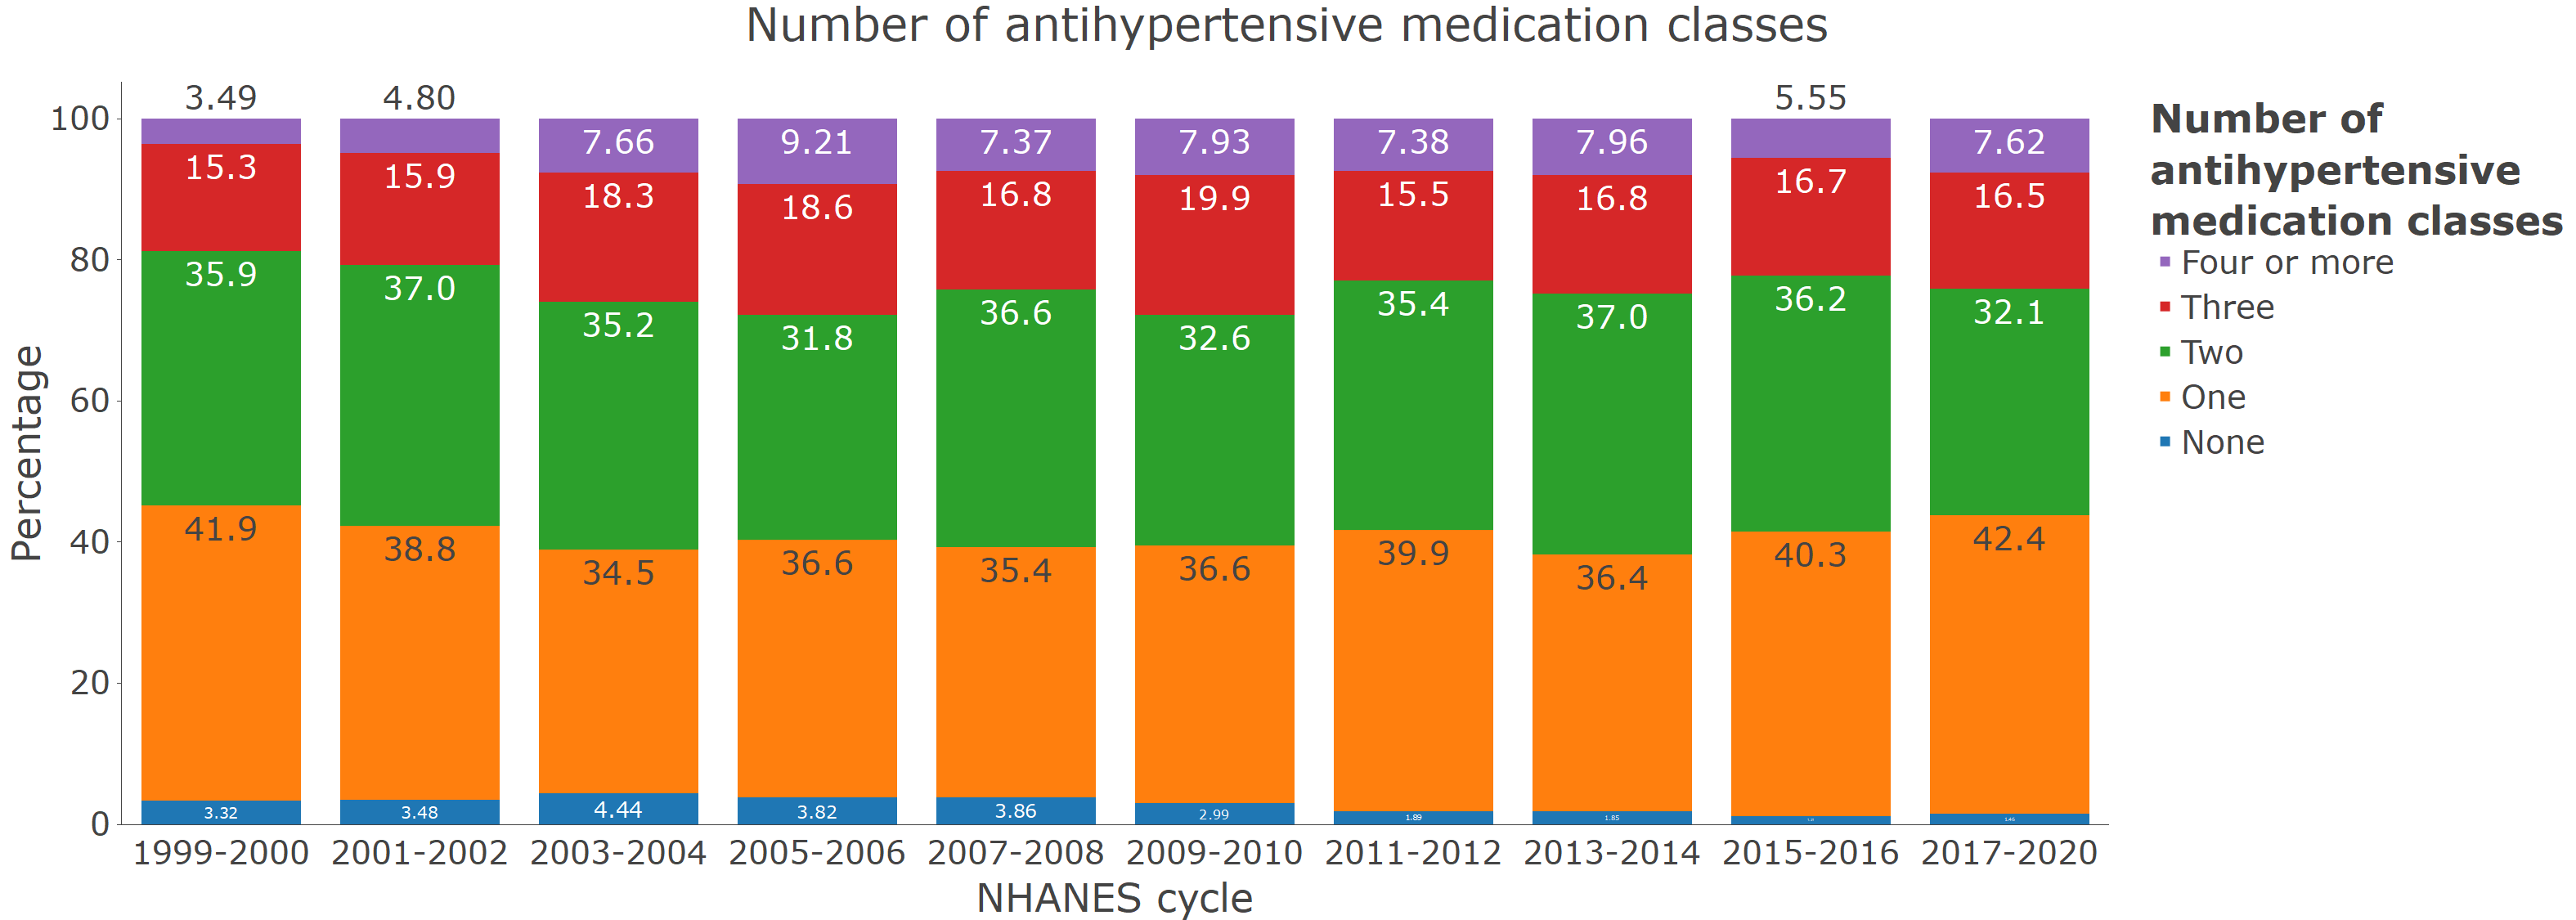 Number of antihypertensive medication classes
3.49 4.80 5.55
100
7.66 9.21 7.37 7.93 7.38 7.96 7.62
15.3 15.9 18.3 18.6 16.8 19.9 15.5 16.8 16.7 16.5
80
35.9 37.0 35.2 31.8 36.6 32.6 35.4 37.0 36.2 32.1
60
41.9 38.8 34.5 36.6 35.4 36.6 39.9 36.4 40.3 42.4
40
20
3.32 3.48 4.44 3.82 3.86 2.99 1.89 1.85
0
Percentage
1999-2000 2001-2002 2003-2004 2005-2006 2007-2008 2009-2010 2011-2012 2013-2014 2015-2016 2017-2020
NHANES cycle
Number of
antihypertensive
medication classes
Four or more
Three
Two
One
None